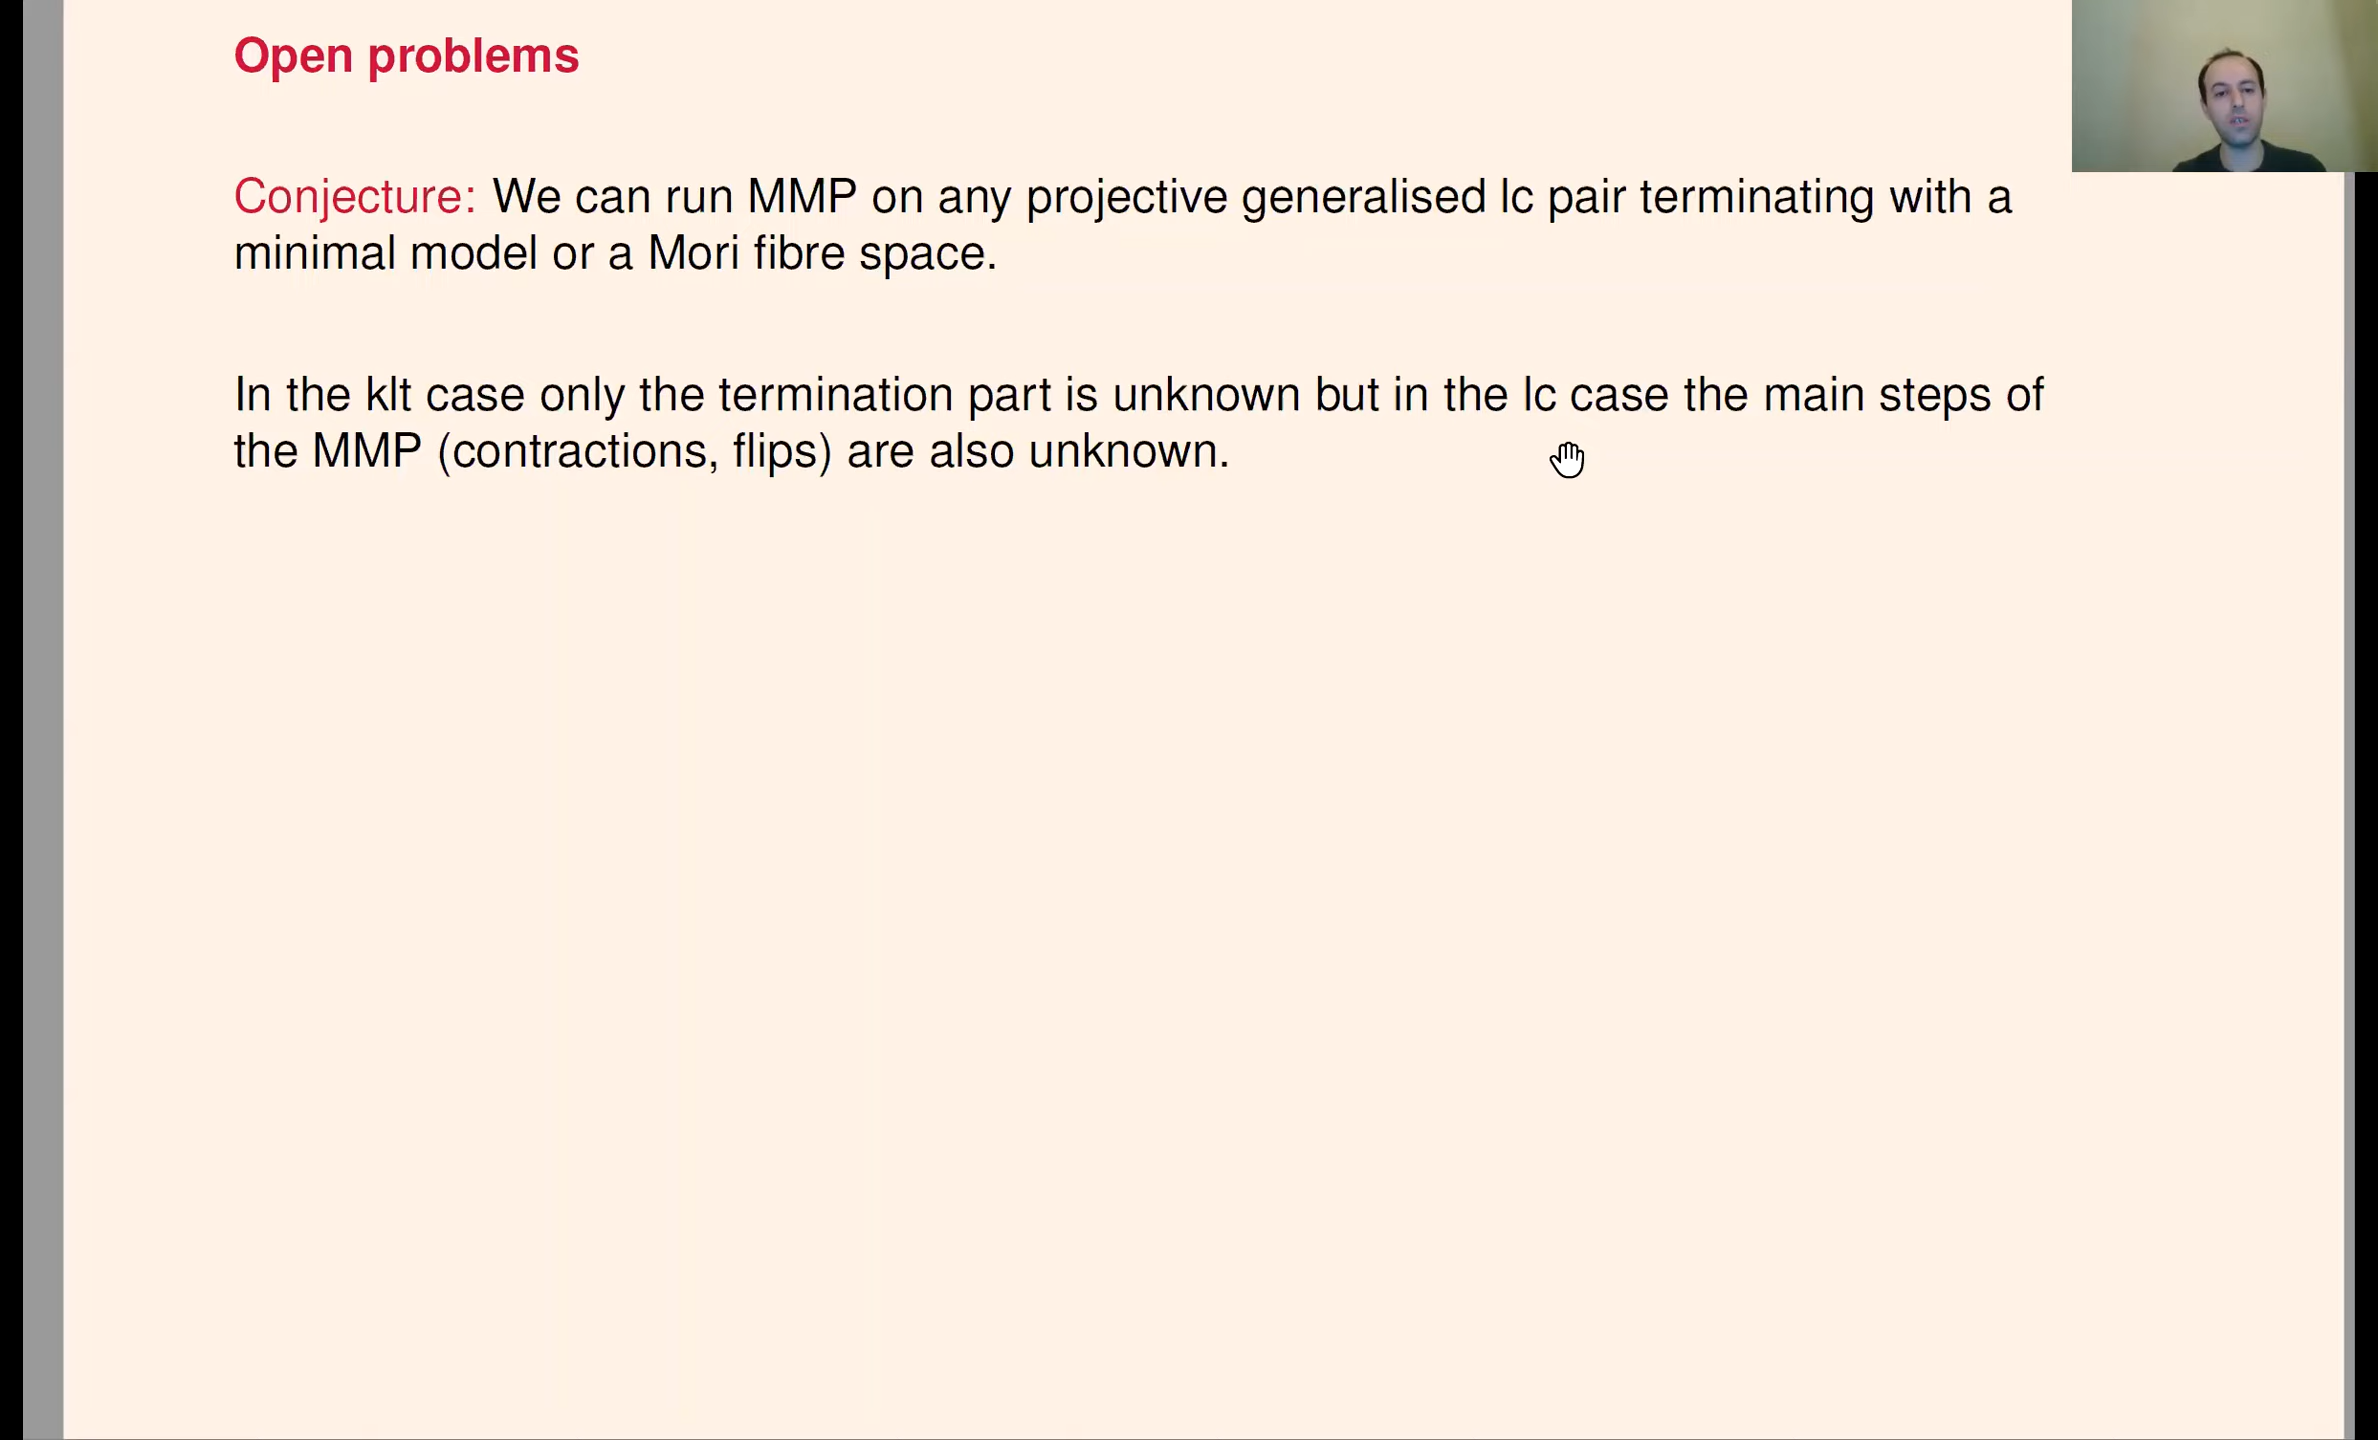 Open problems
Conjecture: We can run MMP on any projective generalised lc pair terminating with a
minimal model or a Mori fibre space.
In the klt case only the termination part is unknown but in the lc case the main steps of
the MMP (contractions, flips) are also unknown.